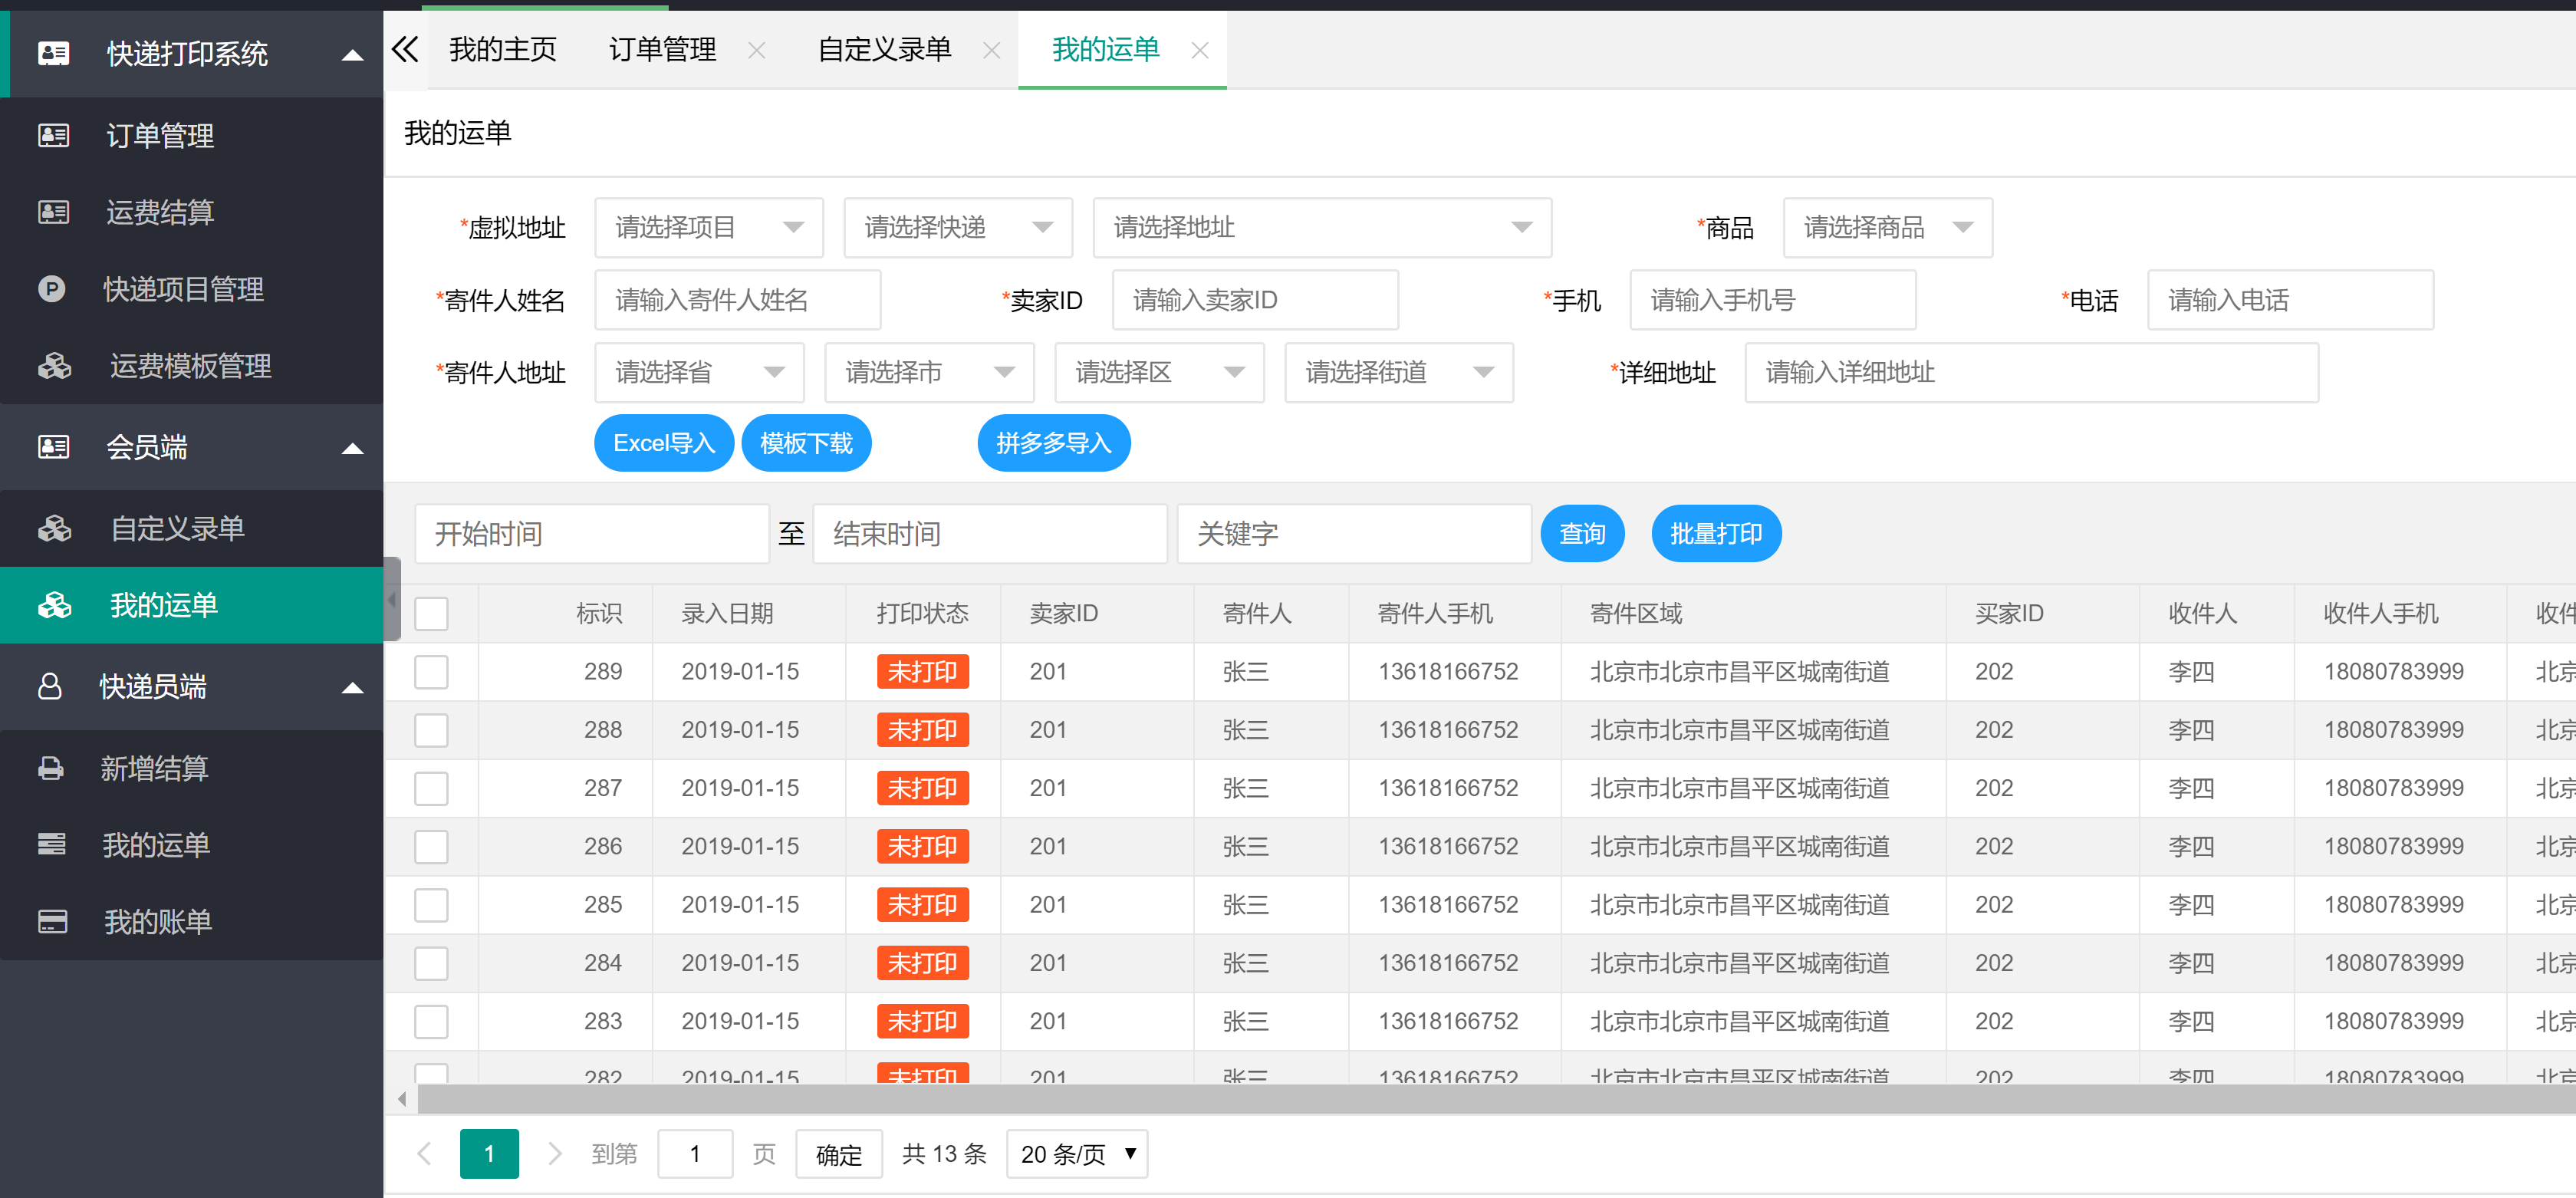 快递打印系统
订单管理
运费结算
快递项目管理
运费模板管理
会员端
自定义录单
我的运单
快递员端
新增结算
我的运单
我的账单
我的主页 订单管理 自定义录单 我的运单
我的运单
*虚拟地址 请选择项目 请选择快递 请选择地址 *商品 请选择商品
*寄件人姓名 请输入寄件人姓名 *卖家ID 请输入卖家ID *手机 请输入手机号 *电话 请输入电话
*寄件人地址 请选择省 请选择市 请选择区 请选择街道 *详细地址 请输入详细地址
Excel导入 模板下载 拼多多导入
开始时间 至 结束时间 关键字 查询 批量打印
标识 录入日期 打印状态 卖家ID 寄件人 寄件人手机 寄件区域 买家ID 收件人 收件人手机 收件
289 2019-01-15 未打印 201 张三 13618166752 北京市北京市昌平区城南街道 202 李四 18080783999 北京
288 2019-01-15 未打印 201 张三 13618166752 北京市北京市昌平区城南街道 202 李四 18080783999 北京
287 2019-01-15 未打印 201 张三 13618166752 北京市北京市昌平区城南街道 202 李四 18080783999 北京
286 2019-01-15 未打印 201 张三 13618166752 北京市北京市昌平区城南街道 202 李四 18080783999 北京
285 2019-01-15 未打印 201 张三 13618166752 北京市北京市昌平区城南街道 202 李四 18080783999 北京
284 2019-01-15 未打印 201 张三 13618166752 北京市北京市昌平区城南街道 202 李四 18080783999 北京
283 2019-01-15 未打印 201 张三 13618166752 北京市北京市昌平区城南街道 202 李四 18080783999 北京
282 2019-01-15 未打印 201 张三 13618166752 北京市北京市昌平区城南街道 202 李四 18080783999 北京
1 到第 1 页 确定 共 13 条 20 条/页